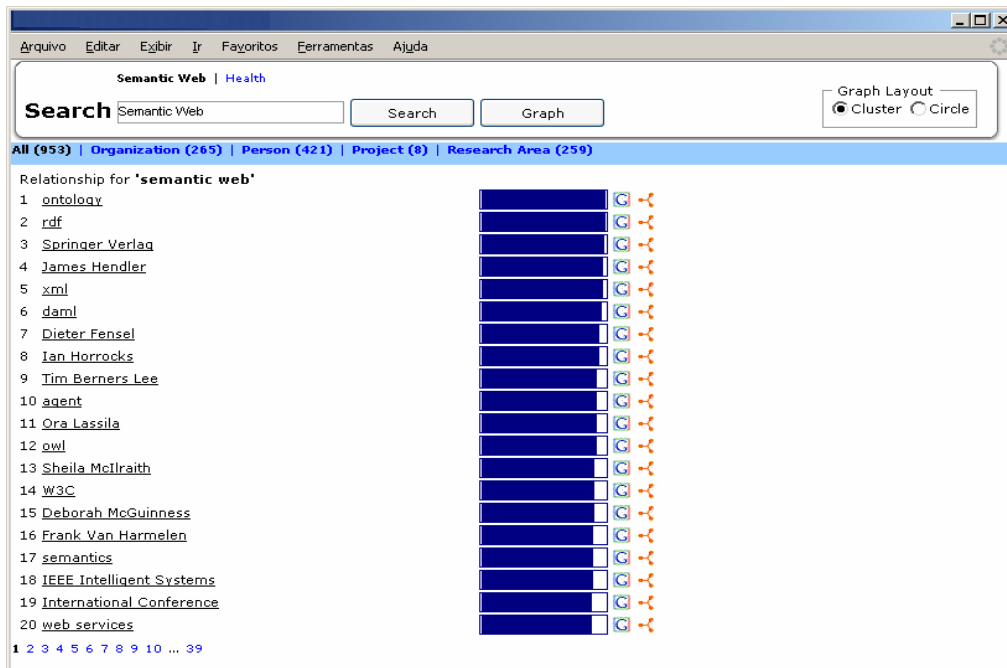 Arquivo Editar Exibir Ir Favoritos Ferramentas Ajuda
Semantic Web | Health
Search Semantic Web Search Graph
Graph Layout
Cluster Circle
All (953) | Organization (265) | Person (421) | Project (8) | Research Area (259)
Relationship for 'semantic web'
1 ontology
2 rdf
3 Springer Verlag
4 James Hendler
5 xml
6 daml
7 Dieter Fensel
8 Ian Horrocks
9 Tim Berners Lee
10 agent
11 Ora Lassila
12 owl
13 Sheila McIlraith
14 W3C
15 Deborah McGuinness
16 Frank Van Harmelen
17 semantics
18 IEEE Intelligent Systems
19 International Conference
20 web services
1 2 3 4 5 6 7 8 9 10 ... 39